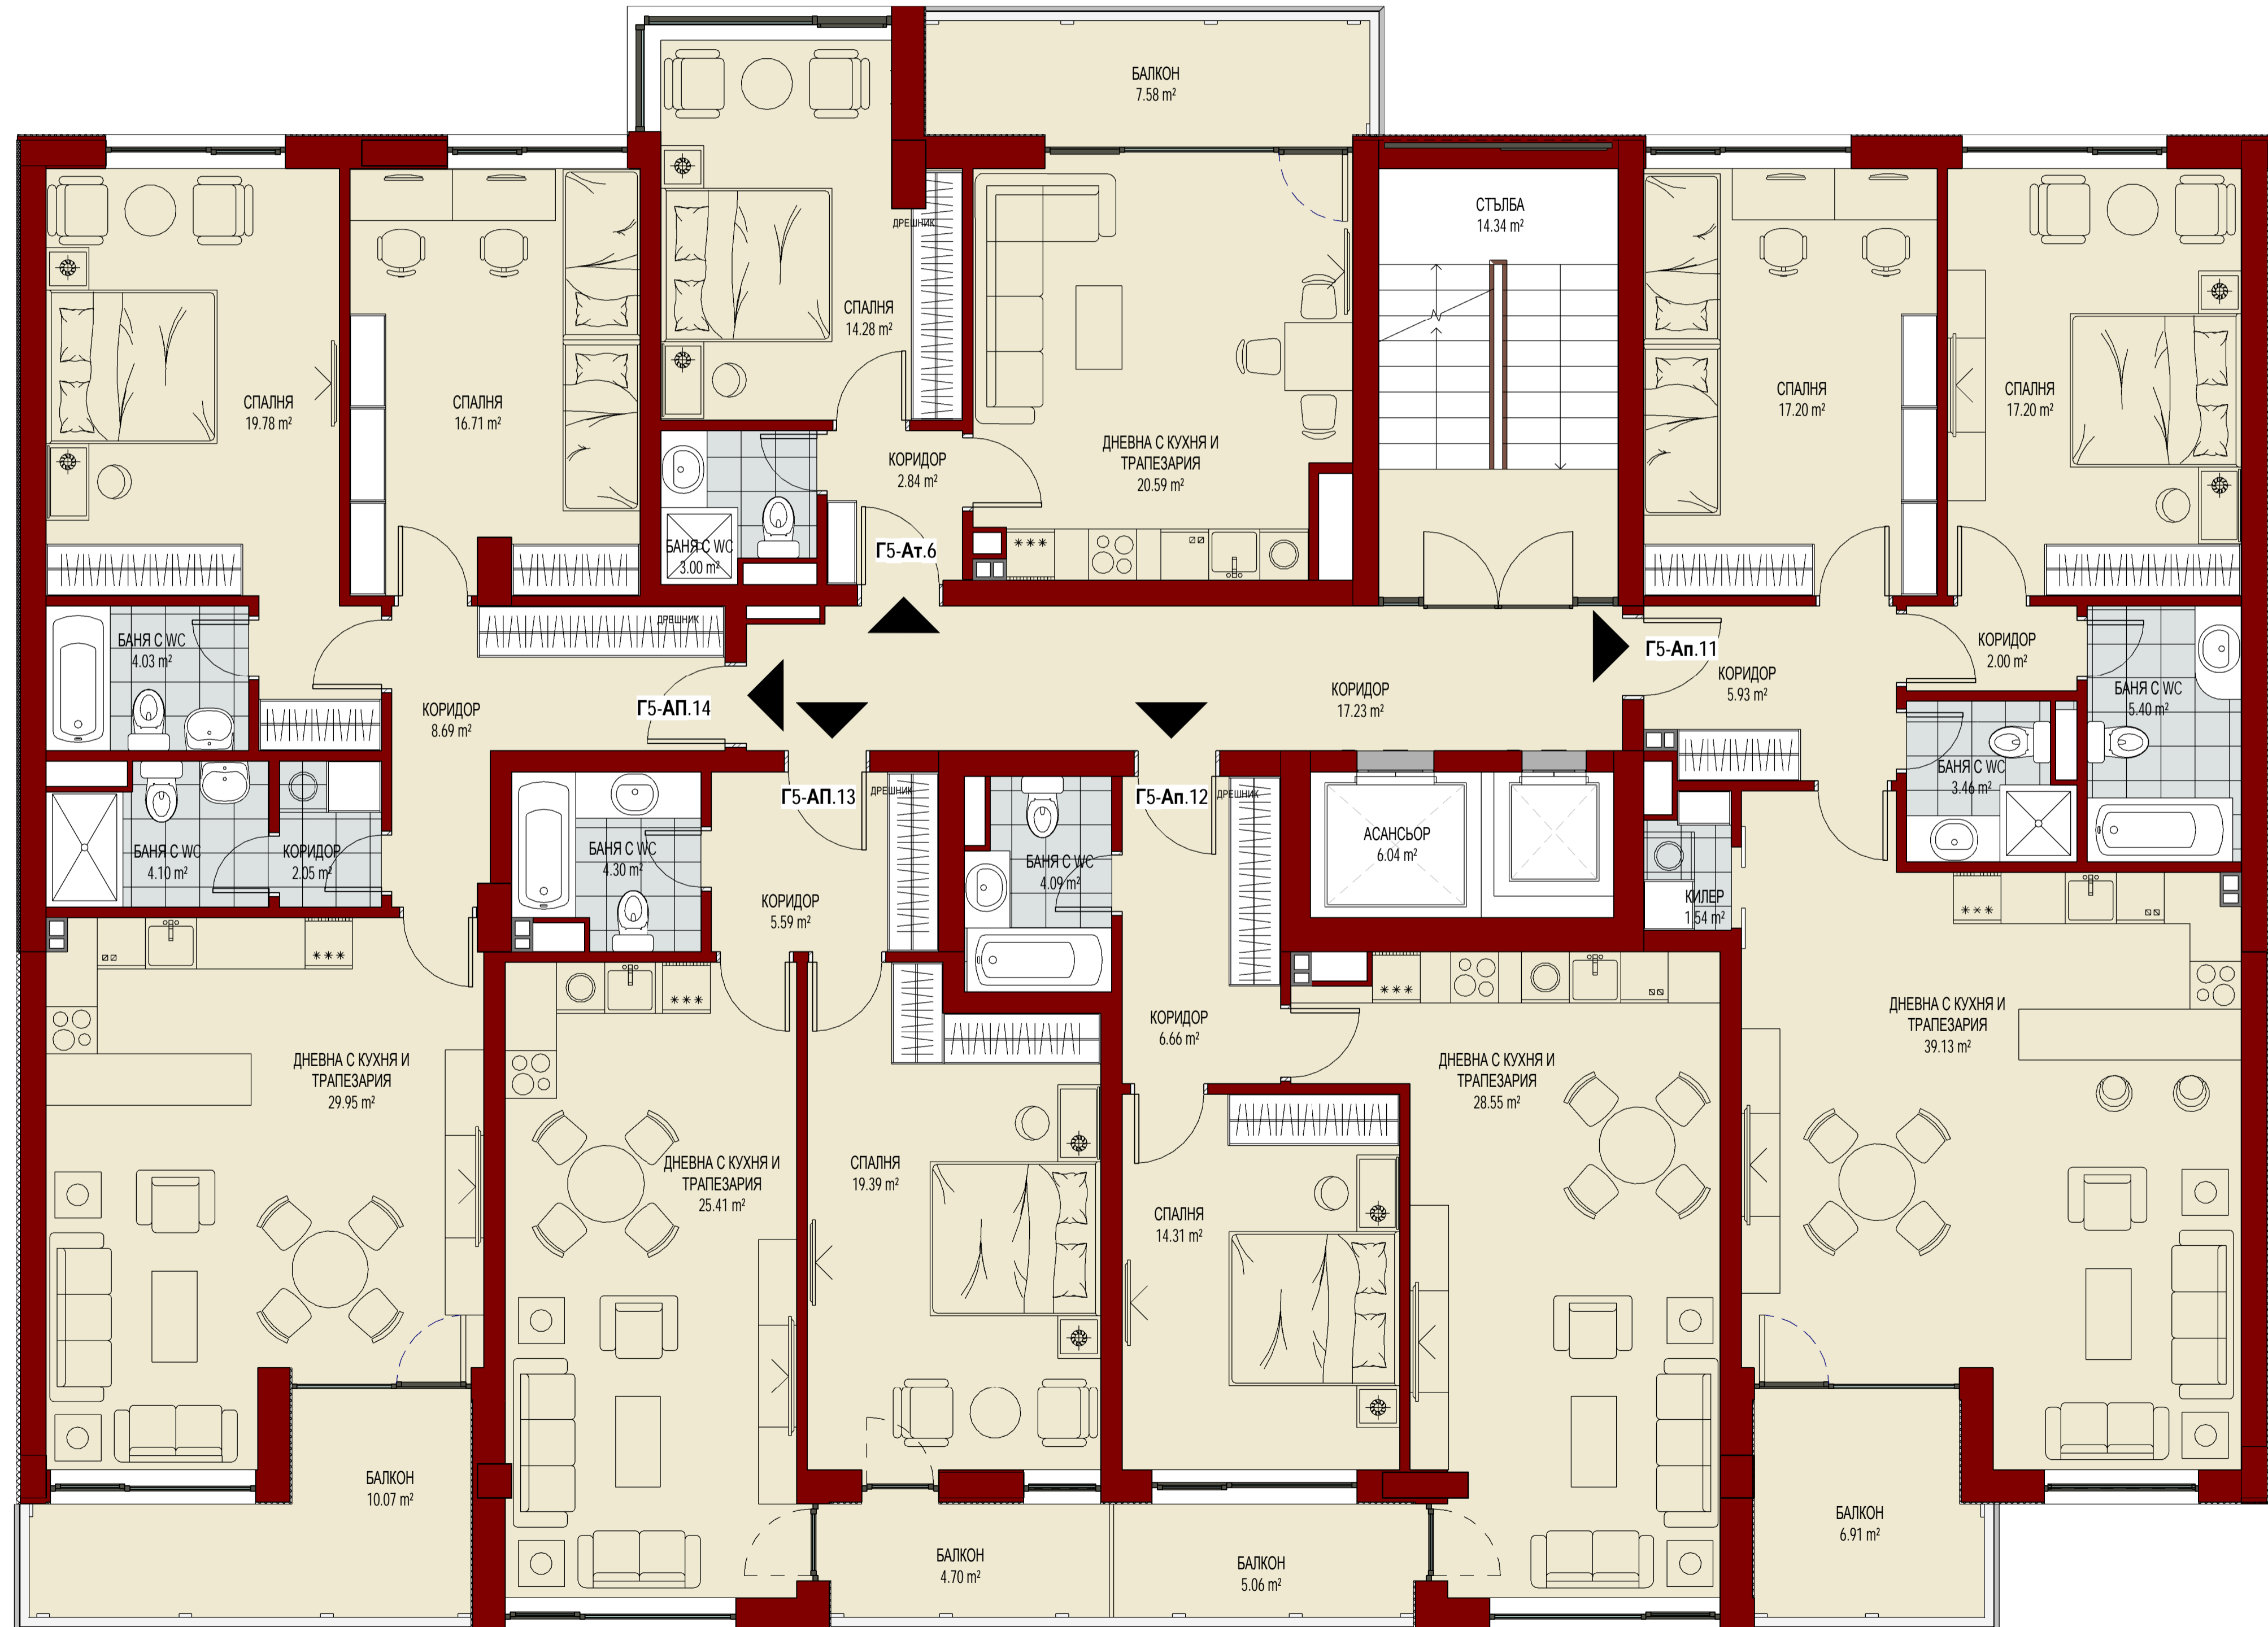 БАЛКОН
7.58 m²
СТЪЛБА
14.34 m²
ДРЕШНИК
СПАЛНЯ
14.28 m²
СПАЛНЯ
19.78 m²
СПАЛНЯ
16.71 m²
СПАЛНЯ
17.20 m²
СПАЛНЯ
17.20 m²
ДНЕВНА С КУХНЯ И
ТРАПЕЗАРИЯ
20.59 m²
КОРИДОР
2.84 m²
БАНЯ С WC
3.00 m²
Г5-Ат.6
ДРЕШНИК
БАНЯ С WC
4.03 m²
КОРИДОР
8.69 m²
Г5-АП.14
КОРИДОР
17.23 m²
Г5-Ап.11
КОРИДОР
5.93 m²
КОРИДОР
2.00 m²
БАНЯ С WC
5.40 m²
БАНЯ С WC
3.46 m²
Г5-АП.13
ДРЕШНИК
Г5-Ап.12
ДРЕШНИК
АСАНСЬОР
6.04 m²
БАНЯ С WC
4.10 m²
КОРИДОР
2.05 m²
БАНЯ С WC
4.30 m²
КОРИДОР
5.59 m²
БАНЯ С WC
4.09 m²
КИЛЕР
1.54 m²
КОРИДОР
6.66 m²
ДНЕВНА С КУХНЯ И
ТРАПЕЗАРИЯ
39.13 m²
ДНЕВНА С КУХНЯ И
ТРАПЕЗАРИЯ
29.95 m²
ДНЕВНА С КУХНЯ И
ТРАПЕЗАРИЯ
28.55 m²
ДНЕВНА С КУХНЯ И
ТРАПЕЗАРИЯ
25.41 m²
СПАЛНЯ
19.39 m²
СПАЛНЯ
14.31 m²
БАЛКОН
10.07 m²
БАЛКОН
4.70 m²
БАЛКОН
5.06 m²
БАЛКОН
6.91 m²